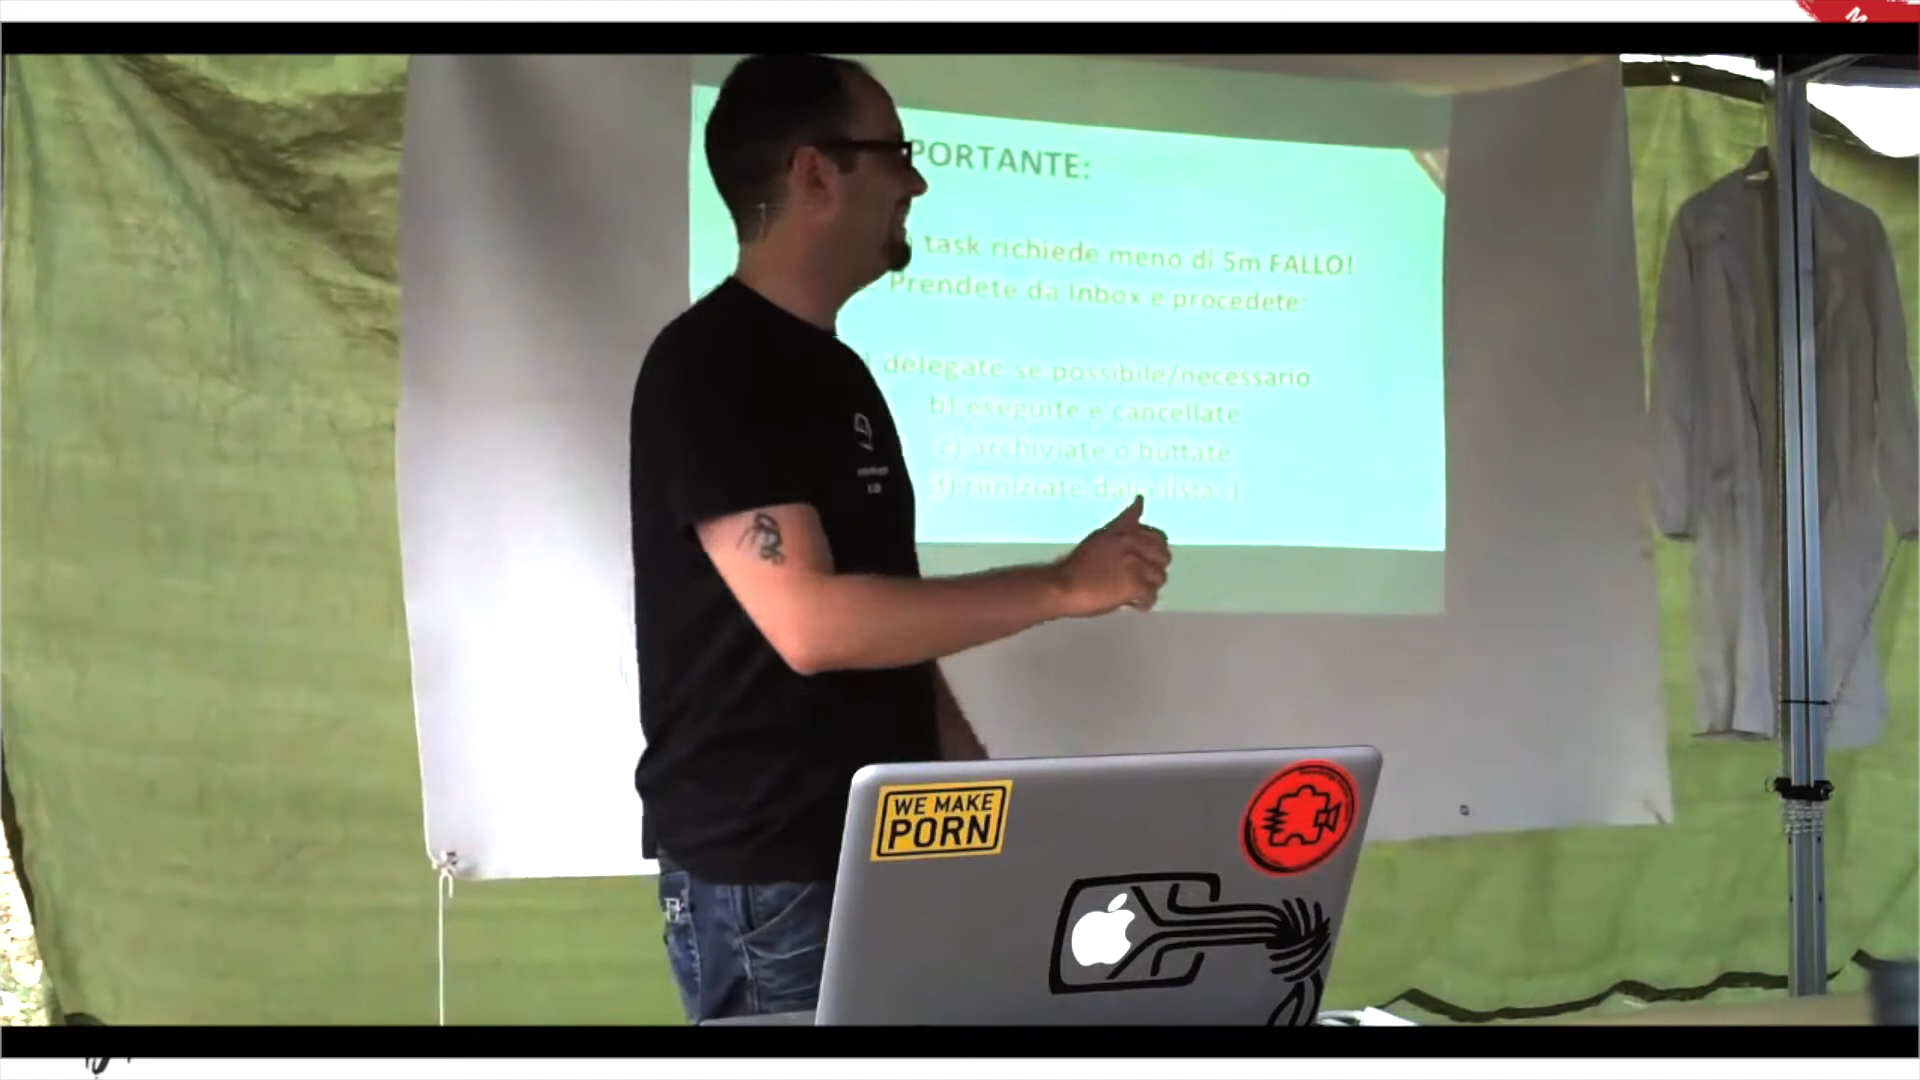 PORTANTE:
task richiede meno di 5m FALLO!
Prendete da Inbox e procedete:
delegate se possibile/necessario
b) eseguite e cancellate
c) archiviate o buttate
WE MAKE
PORN